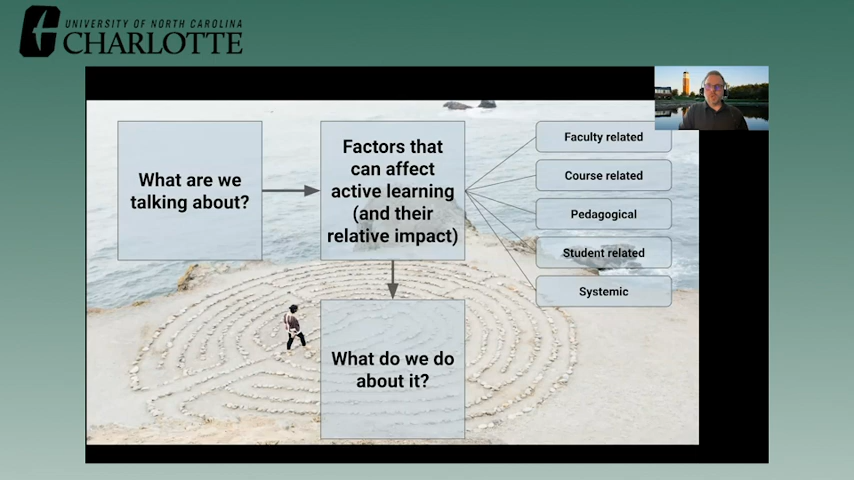 UNIVERSITY OF NORTH CAROLINA
CHARLOTTE
What are we
talking about?
Factors that
can affect
active learning
(and their
relative impact)
Faculty related
Course related
Pedagogical
Student related
Systemic
What do we do
about it?